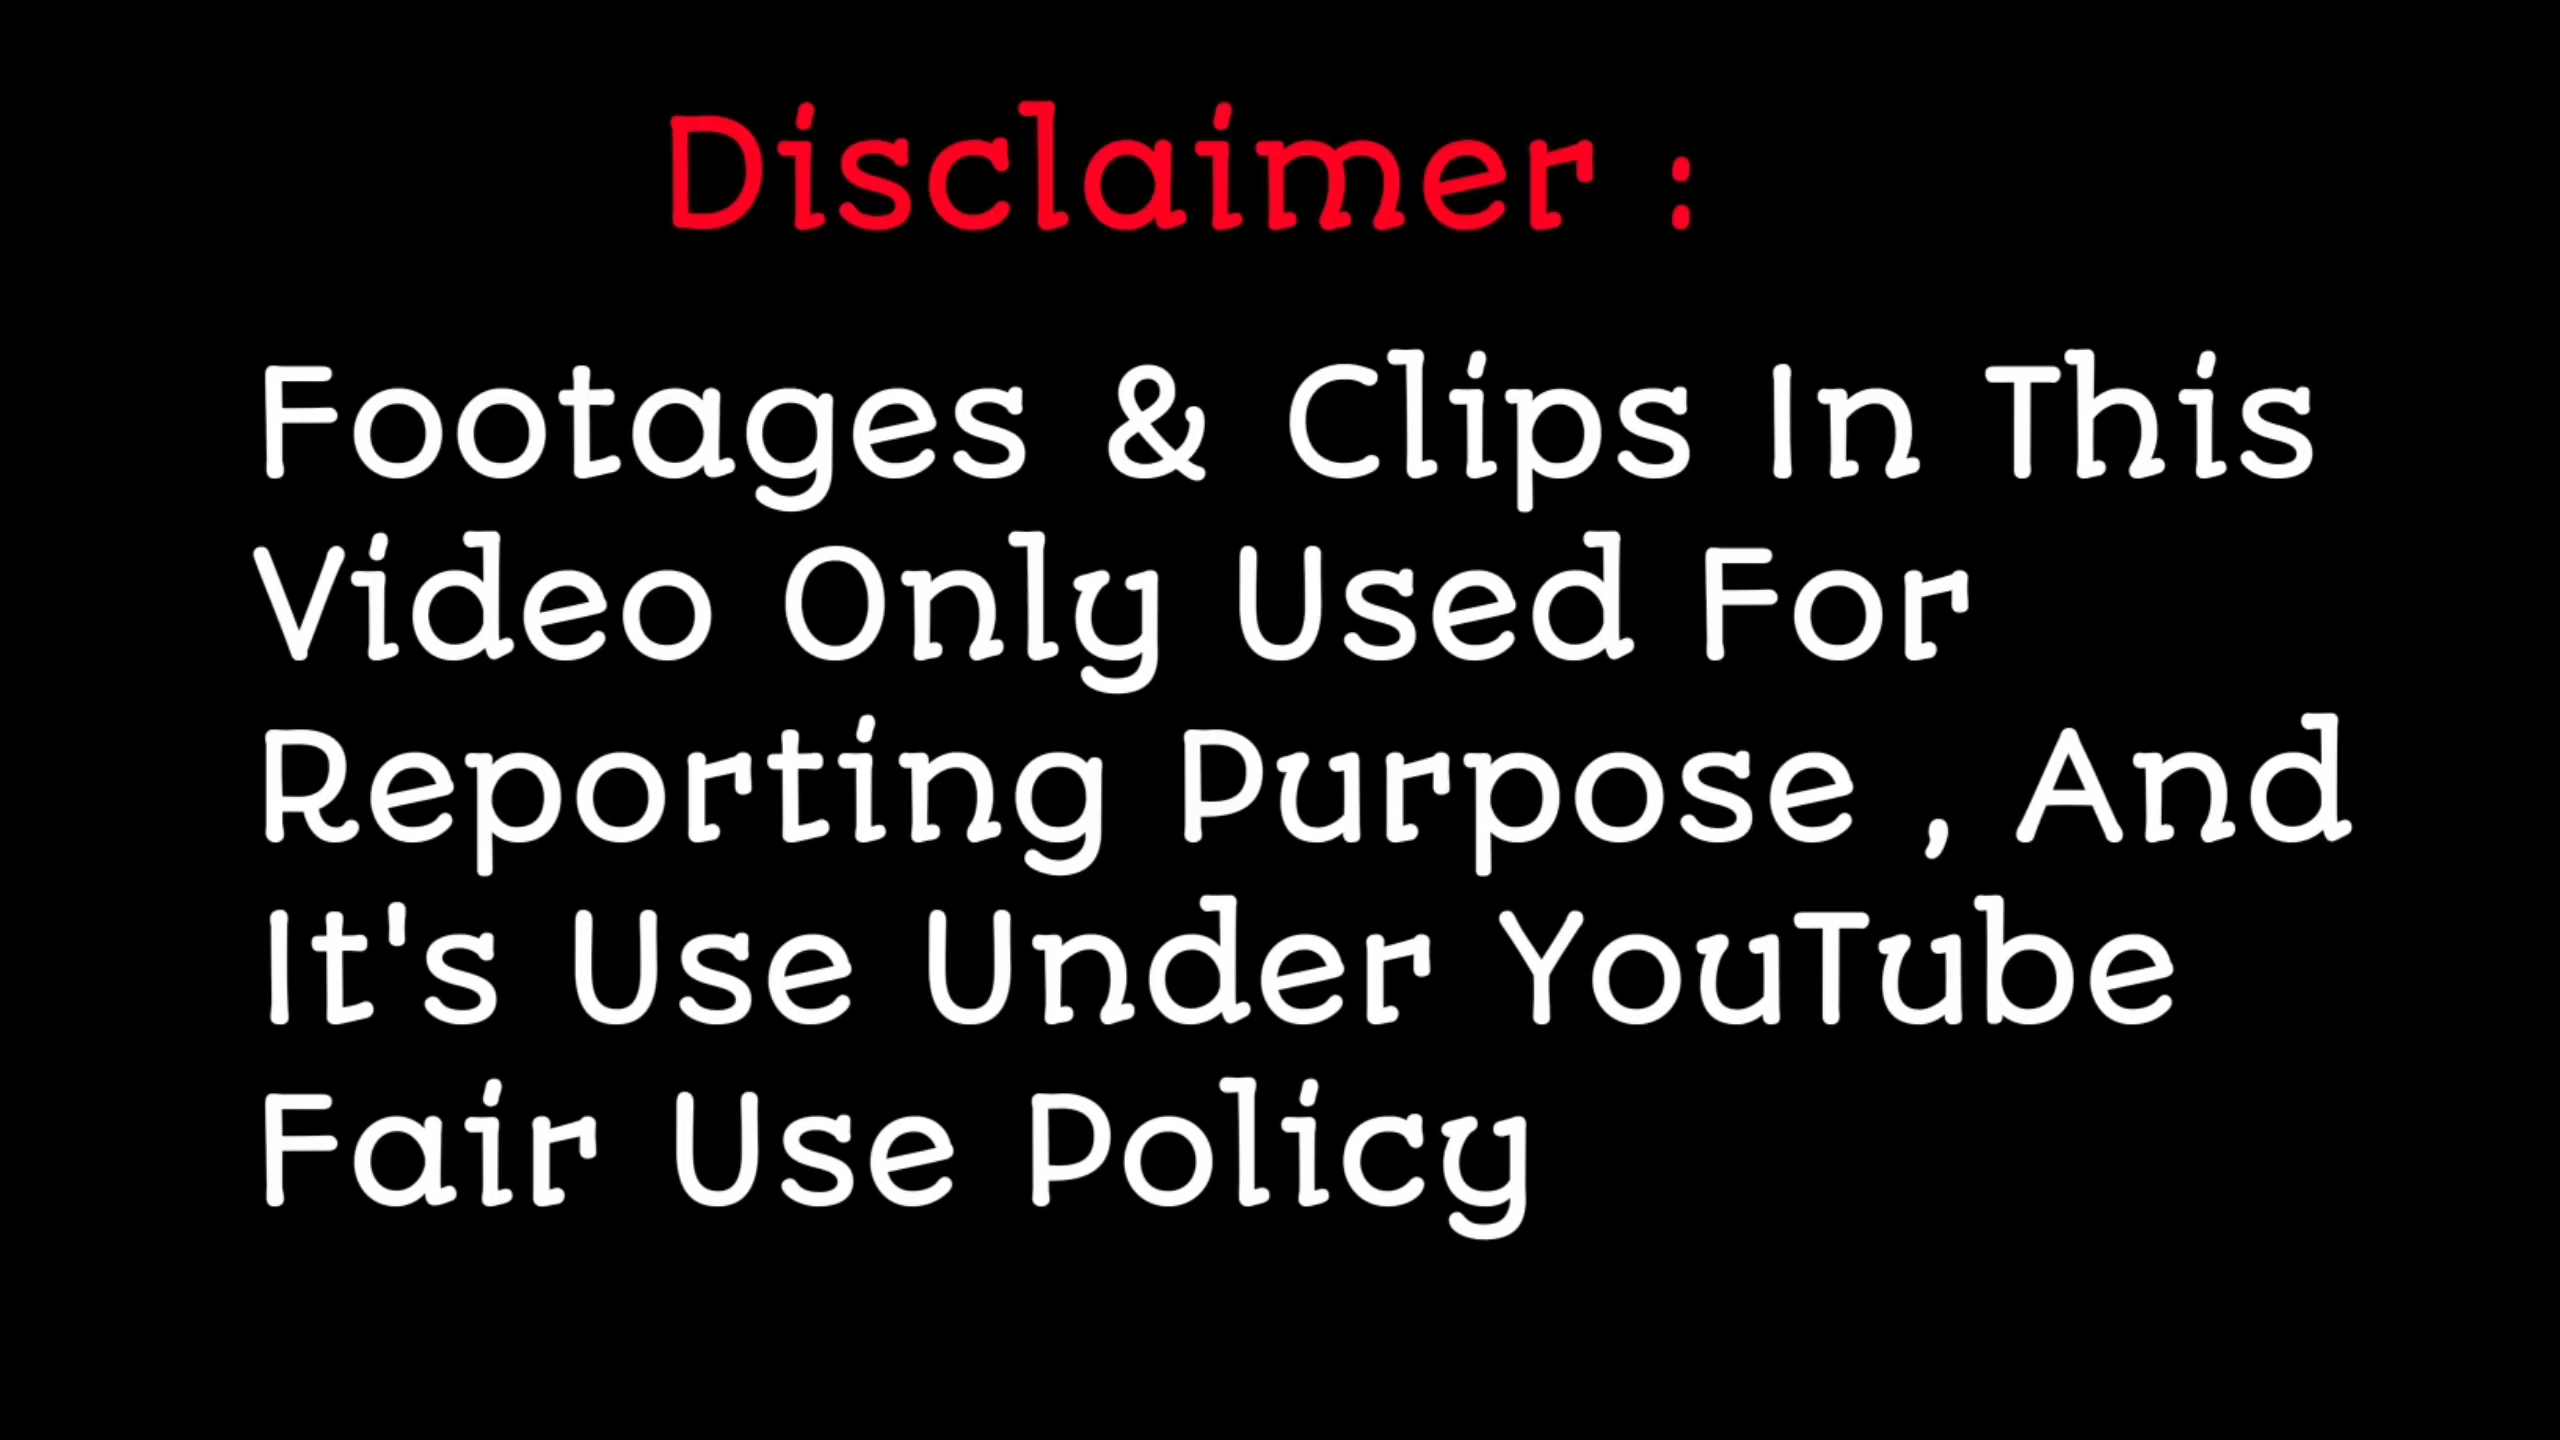 Disclaimer :
Footages & Clips In This
Video Only Used For
Reporting Purpose , And
It's Use Under YouTube
Fair Use Policy